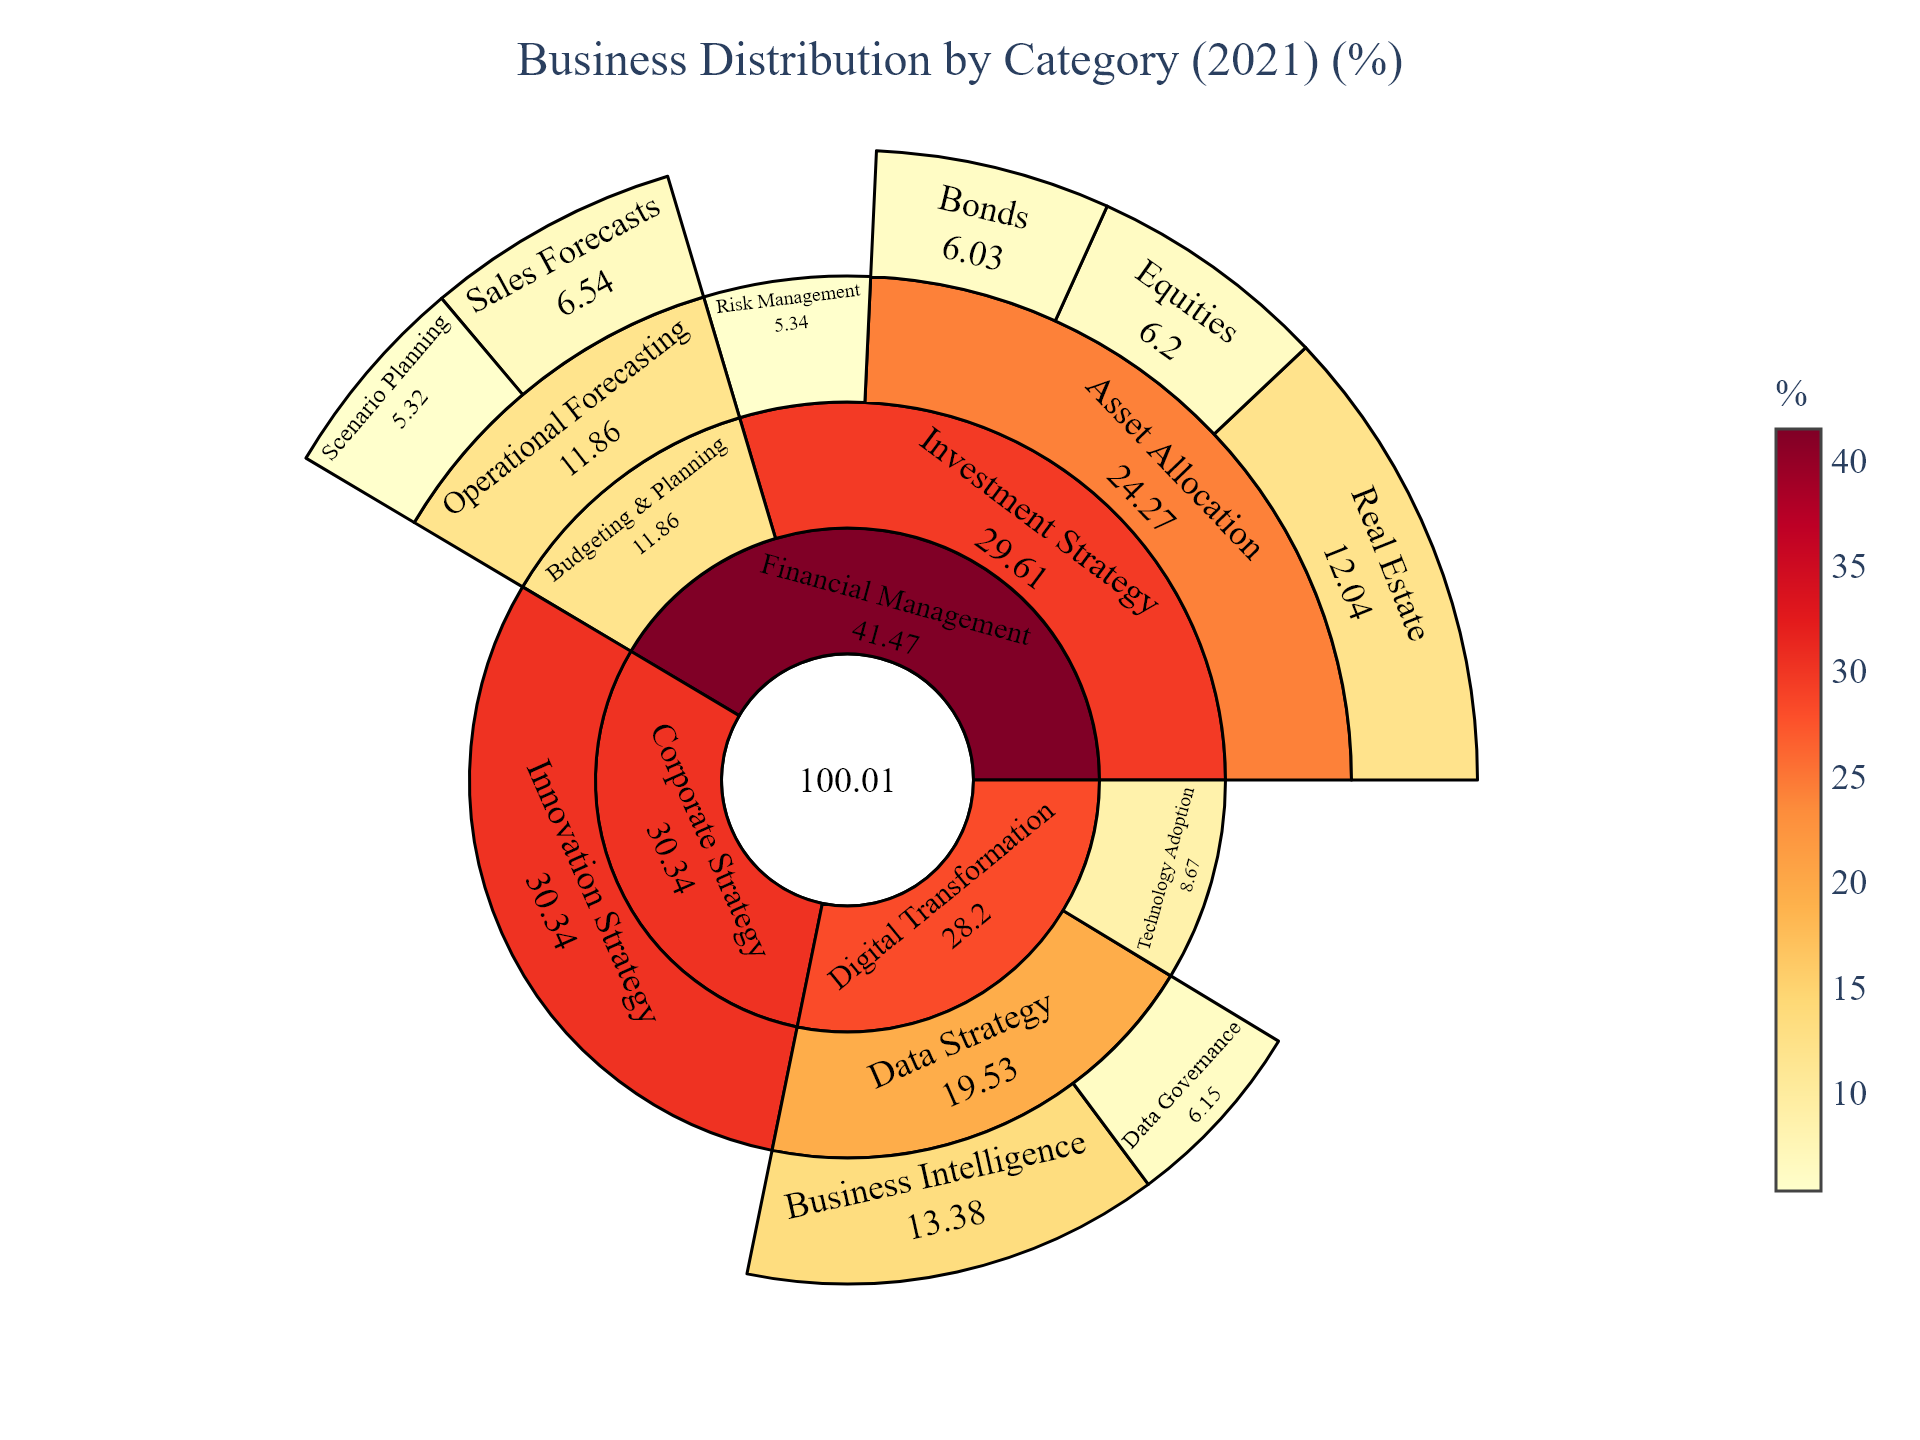 Business Distribution by Category (2021) (%)
Bonds
6.03
Equities
6.2
Real Estate
12.04
Sales Forecasts
6.54
Scenario Planning
5.32
Risk Management
5.34
Operational Forecasting
11.86
Asset Allocation
24.27
Budgeting & Planning
11.86
Investment Strategy
29.61
Financial Management
41.47
100.01
Corporate Strategy
30.34
Innovation Strategy
30.34
Digital Transformation
28.2
Technology Adoption
8.67
Data Strategy
19.53
Data Governance
6.15
Business Intelligence
13.38
%
40
35
30
25
20
15
10